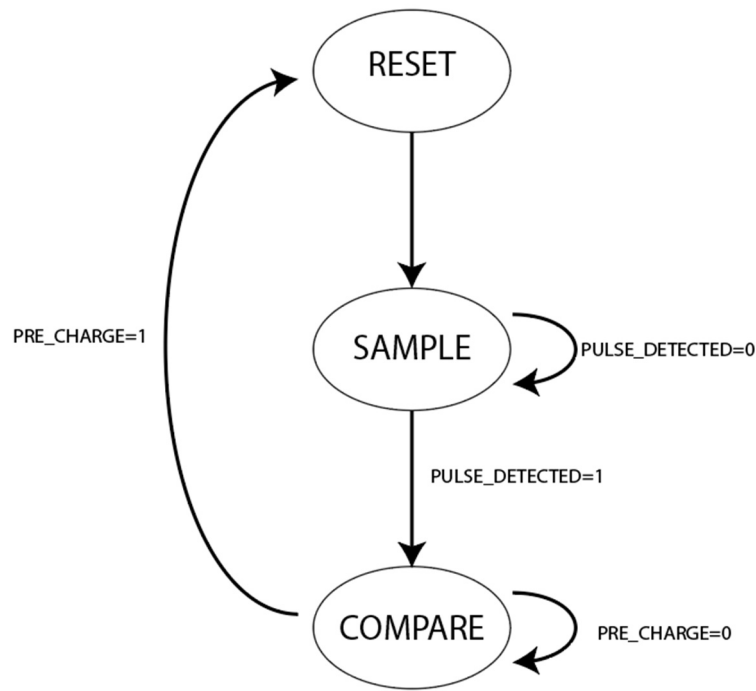 RESET
PRE_CHARGE=1
SAMPLE
PULSE_DETECTED=0
PULSE_DETECTED=1
COMPARE
PRE_CHARGE=0